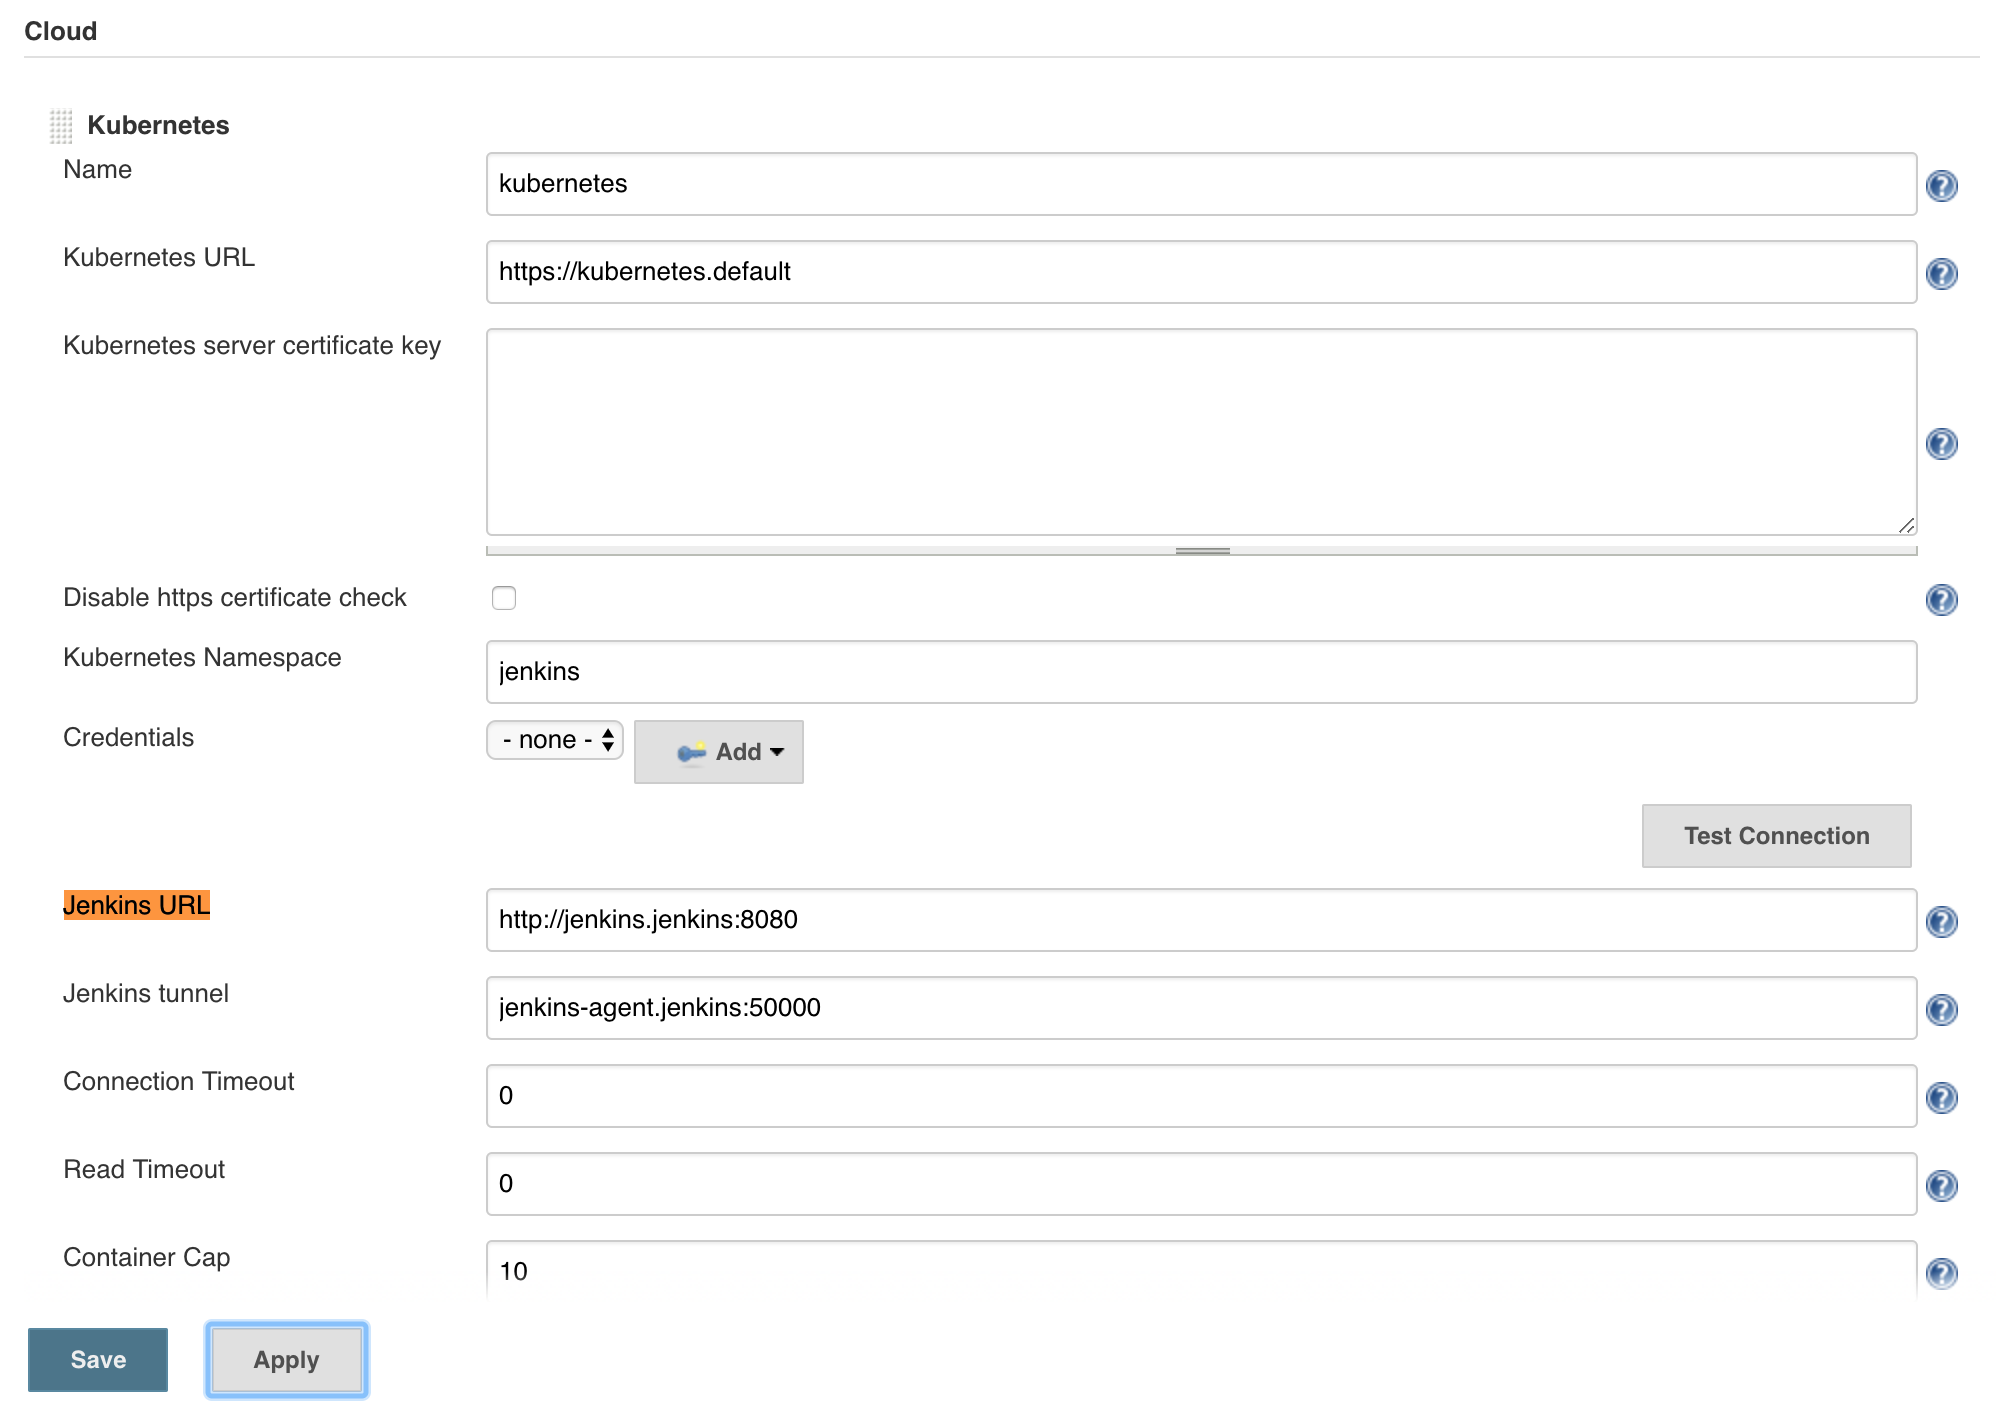 Cloud
Kubernetes
Name
kubernetes
Kubernetes URL
https://kubernetes.default
Kubernetes server certificate key
Disable https certificate check
Kubernetes Namespace
jenkins
Credentials
- none -
Add
Test Connection
Jenkins URL
http://jenkins.jenkins:8080
Jenkins tunnel
jenkins-agent.jenkins:50000
Connection Timeout
0
Read Timeout
0
Container Cap
10
Save
Apply